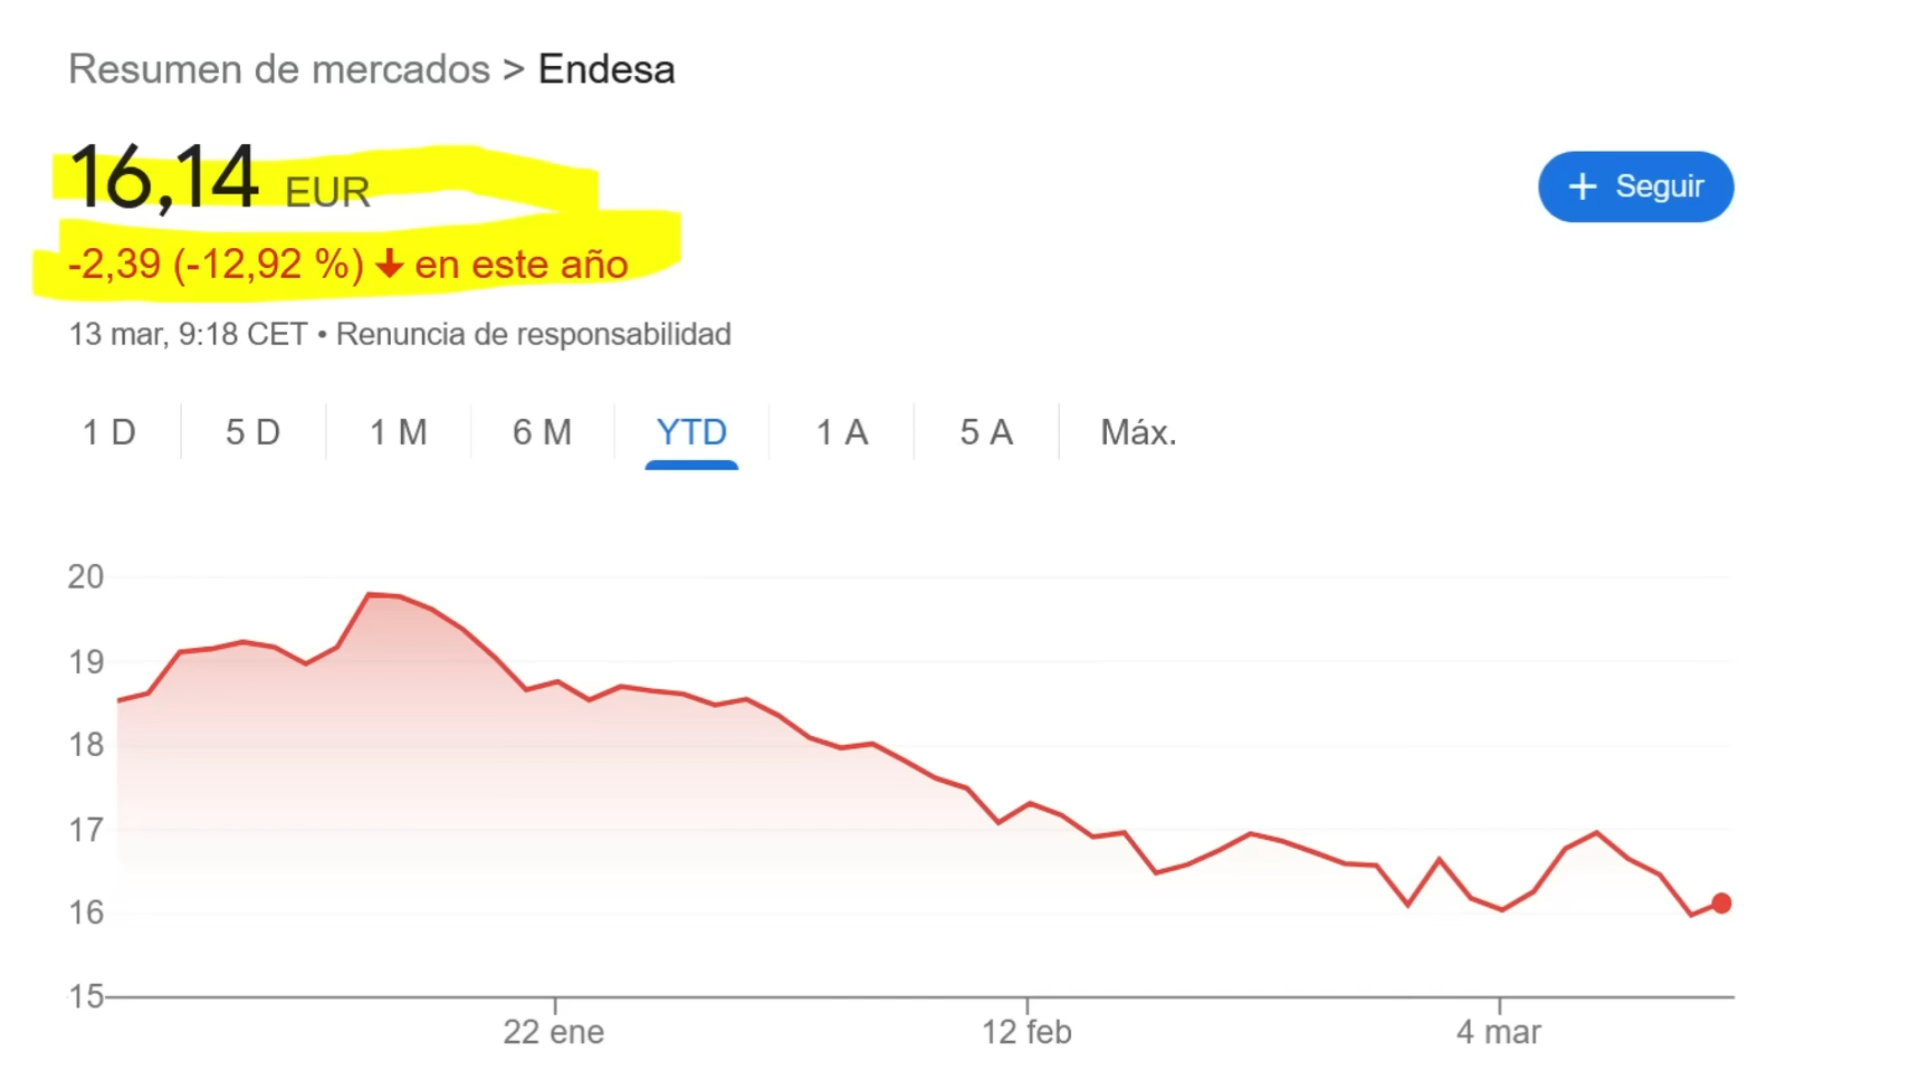 Resumen de mercados > Endesa
16,14 EUR
+ Seguir
-2,39 (-12,92 %) ↓ en este año
13 mar, 9:18 CET • Renuncia de responsabilidad
1 D 5 D 1 M 6 M YTD 1 A 5 A Máx.
20
19
18
17
16
15
22 ene 12 feb 4 mar